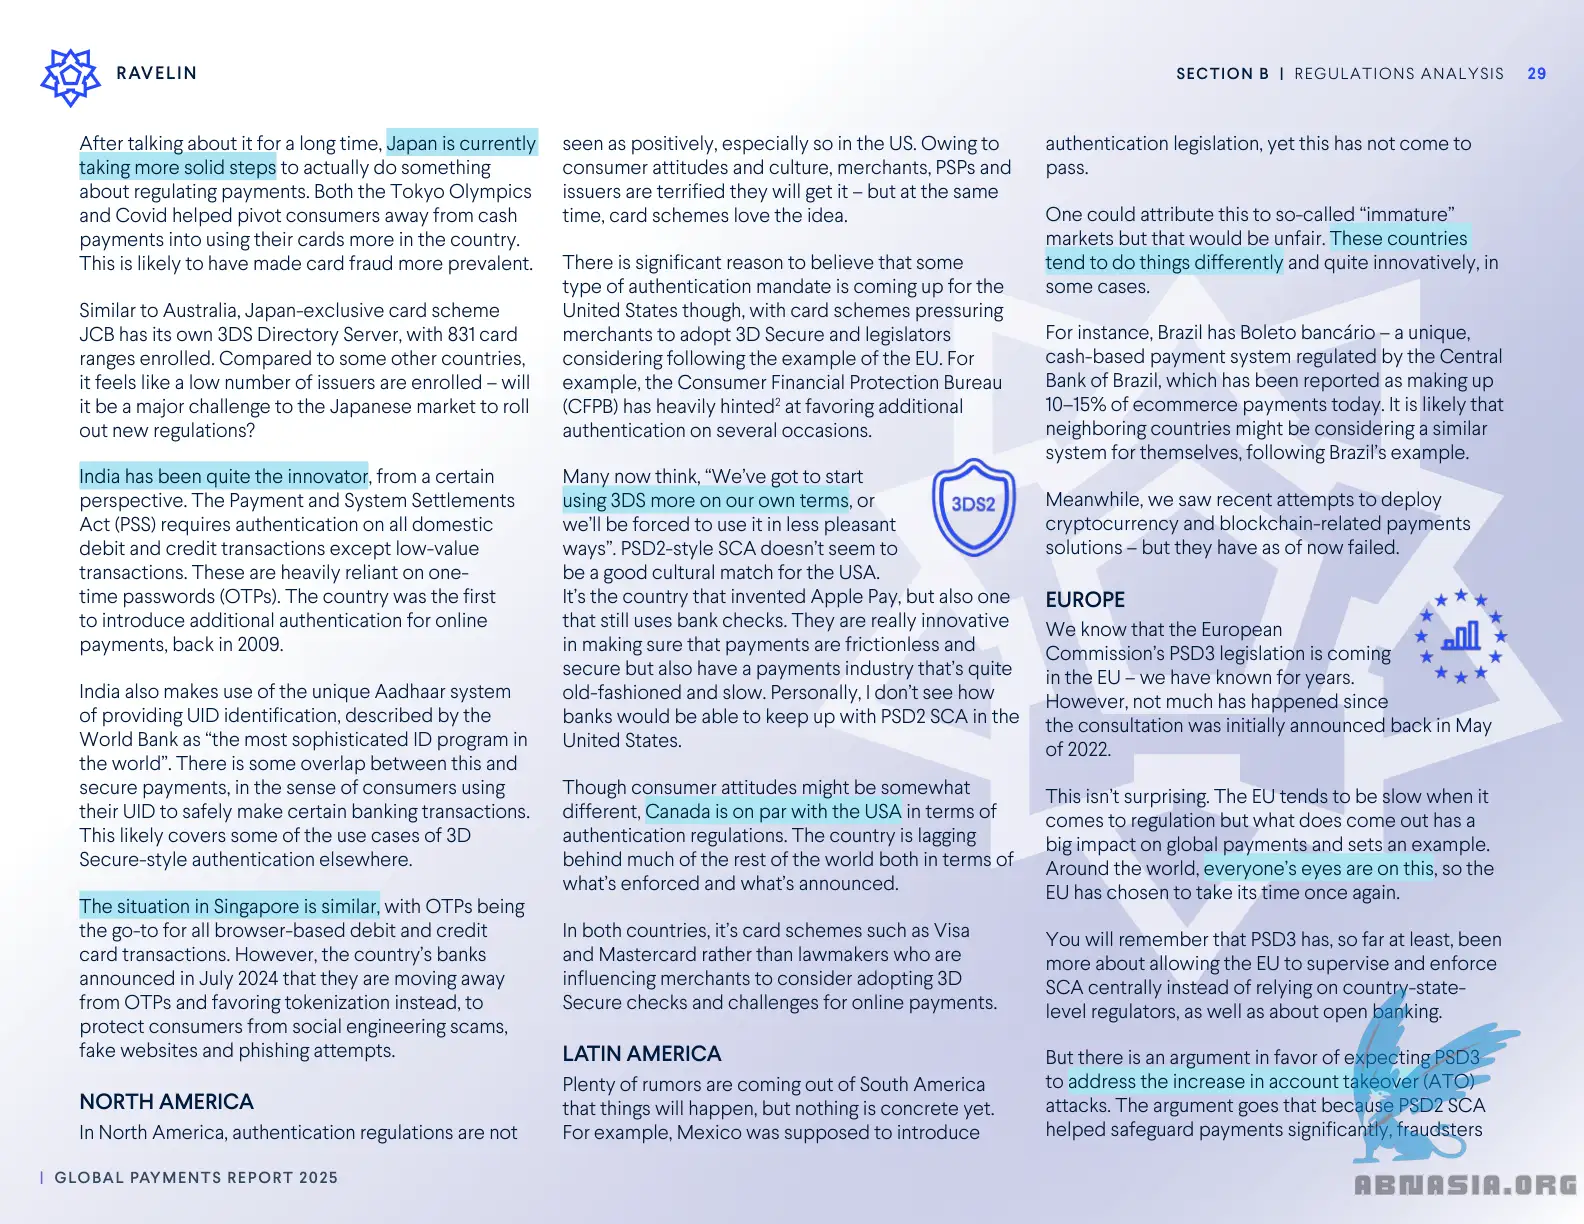 RAVELIN
SECTION B | REGULATIONS ANALYSIS 29
After talking about it for a long time, Japan is currently
taking more solid steps to actually do something
about regulating payments. Both the Tokyo Olympics
and Covid helped pivot consumers away from cash
payments into using their cards more in the country.
This is likely to have made card fraud more prevalent.
Similar to Australia, Japan-exclusive card scheme
JCB has its own 3DS Directory Server, with 831 card
ranges enrolled. Compared to some other countries,
it feels like a low number of issuers are enrolled – will
it be a major challenge to the Japanese market to roll
out new regulations?
India has been quite the innovator, from a certain
perspective. The Payment and System Settlements
Act (PSS) requires authentication on all domestic
debit and credit transactions except low-value
transactions. These are heavily reliant on one-
time passwords (OTPs). The country was the first
to introduce additional authentication for online
payments, back in 2009.
India also makes use of the unique Aadhaar system
of providing UID identification, described by the
World Bank as “the most sophisticated ID program in
the world”. There is some overlap between this and
secure payments, in the sense of consumers using
their UID to safely make certain banking transactions.
This likely covers some of the use cases of 3D
Secure-style authentication elsewhere.
The situation in Singapore is similar, with OTPs being
the go-to for all browser-based debit and credit
card transactions. However, the country’s banks
announced in July 2024 that they are moving away
from OTPs and favoring tokenization instead, to
protect consumers from social engineering scams,
fake websites and phishing attempts.
NORTH AMERICA
In North America, authentication regulations are not
seen as positively, especially so in the US. Owing to
consumer attitudes and culture, merchants, PSPs and
issuers are terrified they will get it – but at the same
time, card schemes love the idea.
There is significant reason to believe that some
type of authentication mandate is coming up for the
United States though, with card schemes pressuring
merchants to adopt 3D Secure and legislators
considering following the example of the EU. For
example, the Consumer Financial Protection Bureau
(CFPB) has heavily hinted² at favoring additional
authentication on several occasions.
Many now think, “We’ve got to start
using 3DS more on our own terms, or
we’ll be forced to use it in less pleasant
ways”. PSD2-style SCA doesn’t seem to
be a good cultural match for the USA.
It’s the country that invented Apple Pay, but also one
that still uses bank checks. They are really innovative
in making sure that payments are frictionless and
secure but also have a payments industry that’s quite
old-fashioned and slow. Personally, I don’t see how
banks would be able to keep up with PSD2 SCA in the
United States.
3DS2
Though consumer attitudes might be somewhat
different, Canada is on par with the USA in terms of
authentication regulations. The country is lagging
behind much of the rest of the world both in terms of
what’s enforced and what’s announced.
In both countries, it’s card schemes such as Visa
and Mastercard rather than lawmakers who are
influencing merchants to consider adopting 3D
Secure checks and challenges for online payments.
LATIN AMERICA
Plenty of rumors are coming out of South America
that things will happen, but nothing is concrete yet.
For example, Mexico was supposed to introduce
authentication legislation, yet this has not come to
pass.
One could attribute this to so-called “immature”
markets but that would be unfair. These countries
tend to do things differently and quite innovatively, in
some cases.
For instance, Brazil has Boleto bancário – a unique,
cash-based payment system regulated by the Central
Bank of Brazil, which has been reported as making up
10–15% of ecommerce payments today. It is likely that
neighboring countries might be considering a similar
system for themselves, following Brazil’s example.
Meanwhile, we saw recent attempts to deploy
cryptocurrency and blockchain-related payments
solutions – but they have as of now failed.
EUROPE
We know that the European
Commission’s PSD3 legislation is coming
in the EU – we have known for years.
However, not much has happened since
the consultation was initially announced back in May
of 2022.
This isn’t surprising. The EU tends to be slow when it
comes to regulation but what does come out has a
big impact on global payments and sets an example.
Around the world, everyone’s eyes are on this, so the
EU has chosen to take its time once again.
You will remember that PSD3 has, so far at least, been
more about allowing the EU to supervise and enforce
SCA centrally instead of relying on country-state-
level regulators, as well as about open banking.
But there is an argument in favor of expecting PSD3
to address the increase in account takeover (ATO)
attacks. The argument goes that because PSD2 SCA
helped safeguard payments significantly, fraudsters
| GLOBAL PAYMENTS REPORT 2025
ABNASIA.ORG